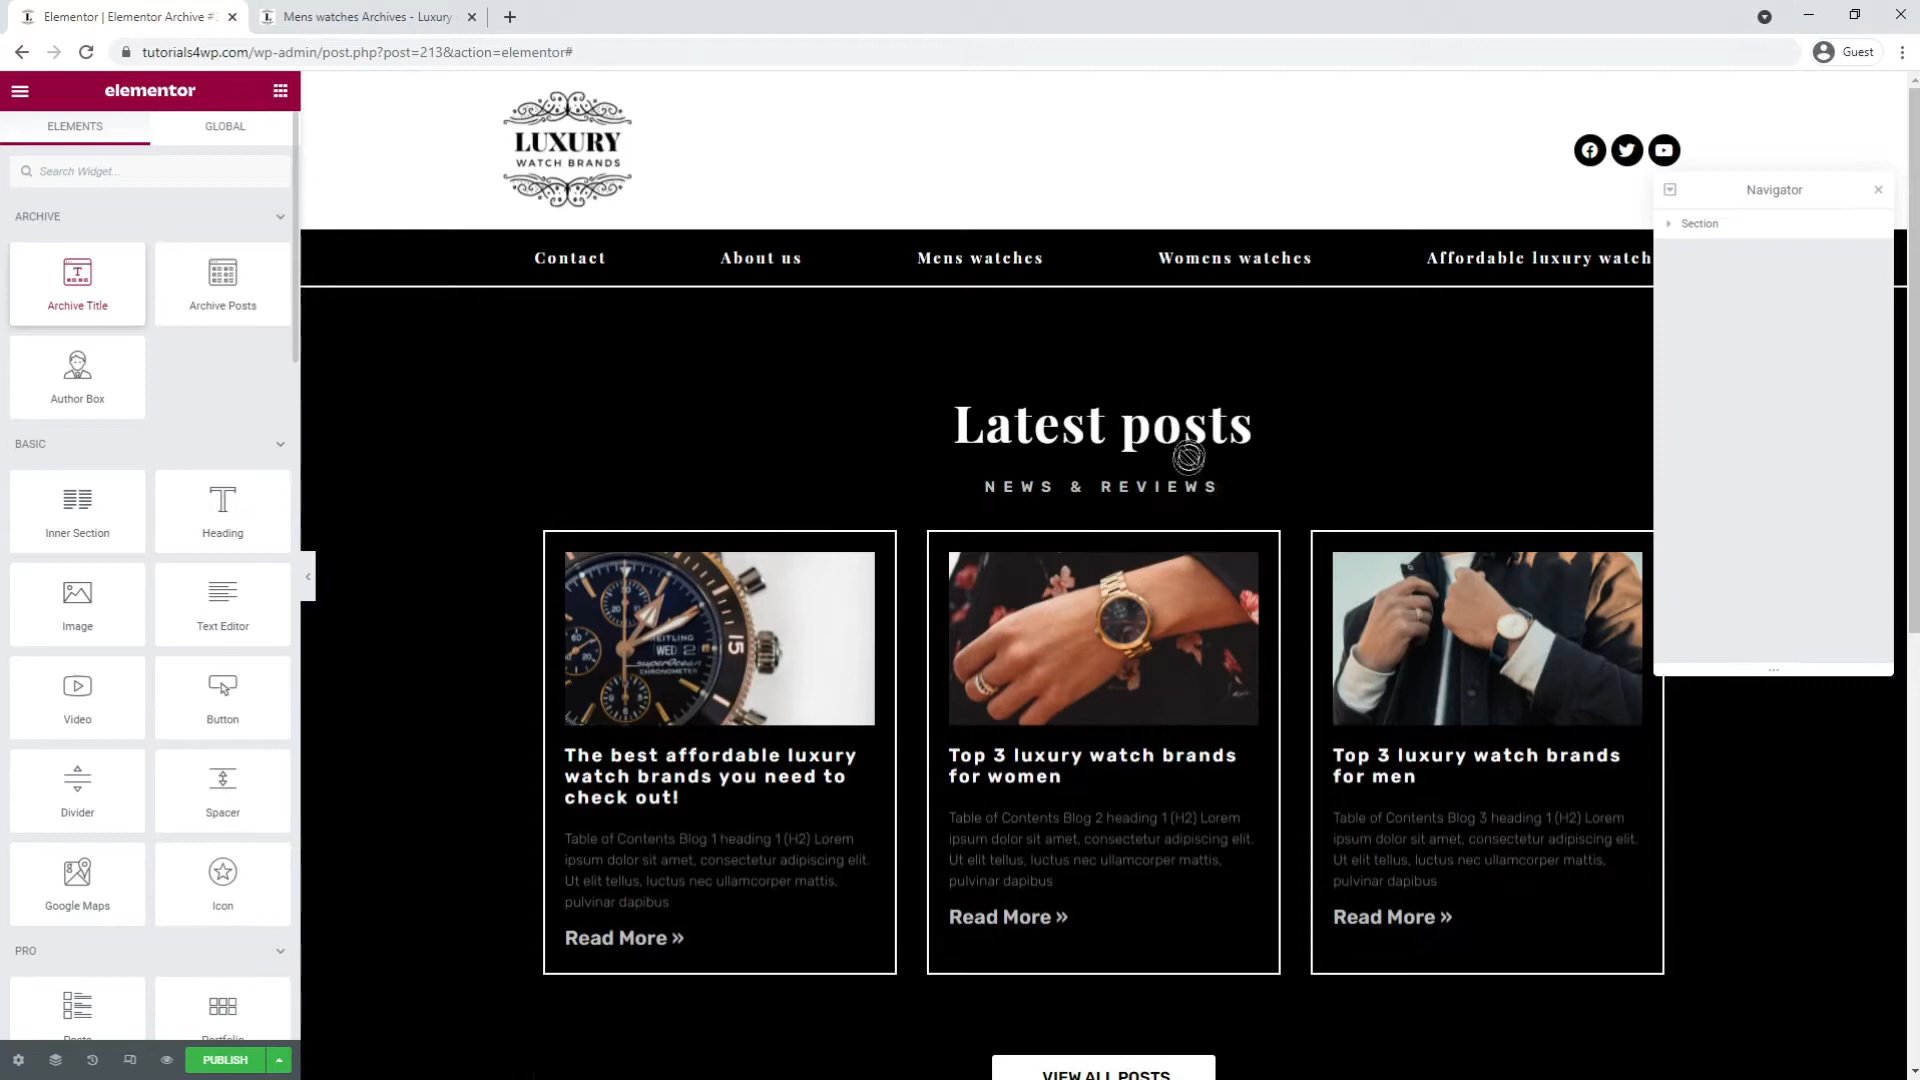 Elementor | Elementor Archive #
Mens watches Archives - Luxury
tutorials4wp.com/wp-admin/post.php?post=213&action=elementor#
Guest
elementor
ELEMENTS
GLOBAL
Search Widget...
ARCHIVE
Archive Title
Archive Posts
Author Box
BASIC
Inner Section
Heading
Image
Text Editor
Video
Button
Divider
Spacer
Google Maps
Icon
PRO
Posts
Portfolio
PUBLISH
LUXURY
WATCH BRANDS
Contact
About us
Mens watches
Womens watches
Affordable luxury watch
Navigator
Section
Latest posts
NEWS & REVIEWS
BREITLING
WED 2
superOcean
CHRONOMETER
15
60
The best affordable luxury
watch brands you need to
check out!
Table of Contents Blog 1 heading 1 (H2) Lorem
ipsum dolor sit amet, consectetur adipiscing elit.
Ut elit tellus, luctus nec ullamcorper mattis,
pulvinar dapibus
Read More »
Top 3 luxury watch brands
for women
Table of Contents Blog 2 heading 1 (H2) Lorem
ipsum dolor sit amet, consectetur adipiscing elit.
Ut elit tellus, luctus nec ullamcorper mattis,
pulvinar dapibus
Read More »
Top 3 luxury watch brands
for men
Table of Contents Blog 3 heading 1 (H2) Lorem
ipsum dolor sit amet, consectetur adipiscing elit.
Ut elit tellus, luctus nec ullamcorper mattis,
pulvinar dapibus
Read More »
VIEW ALL POSTS